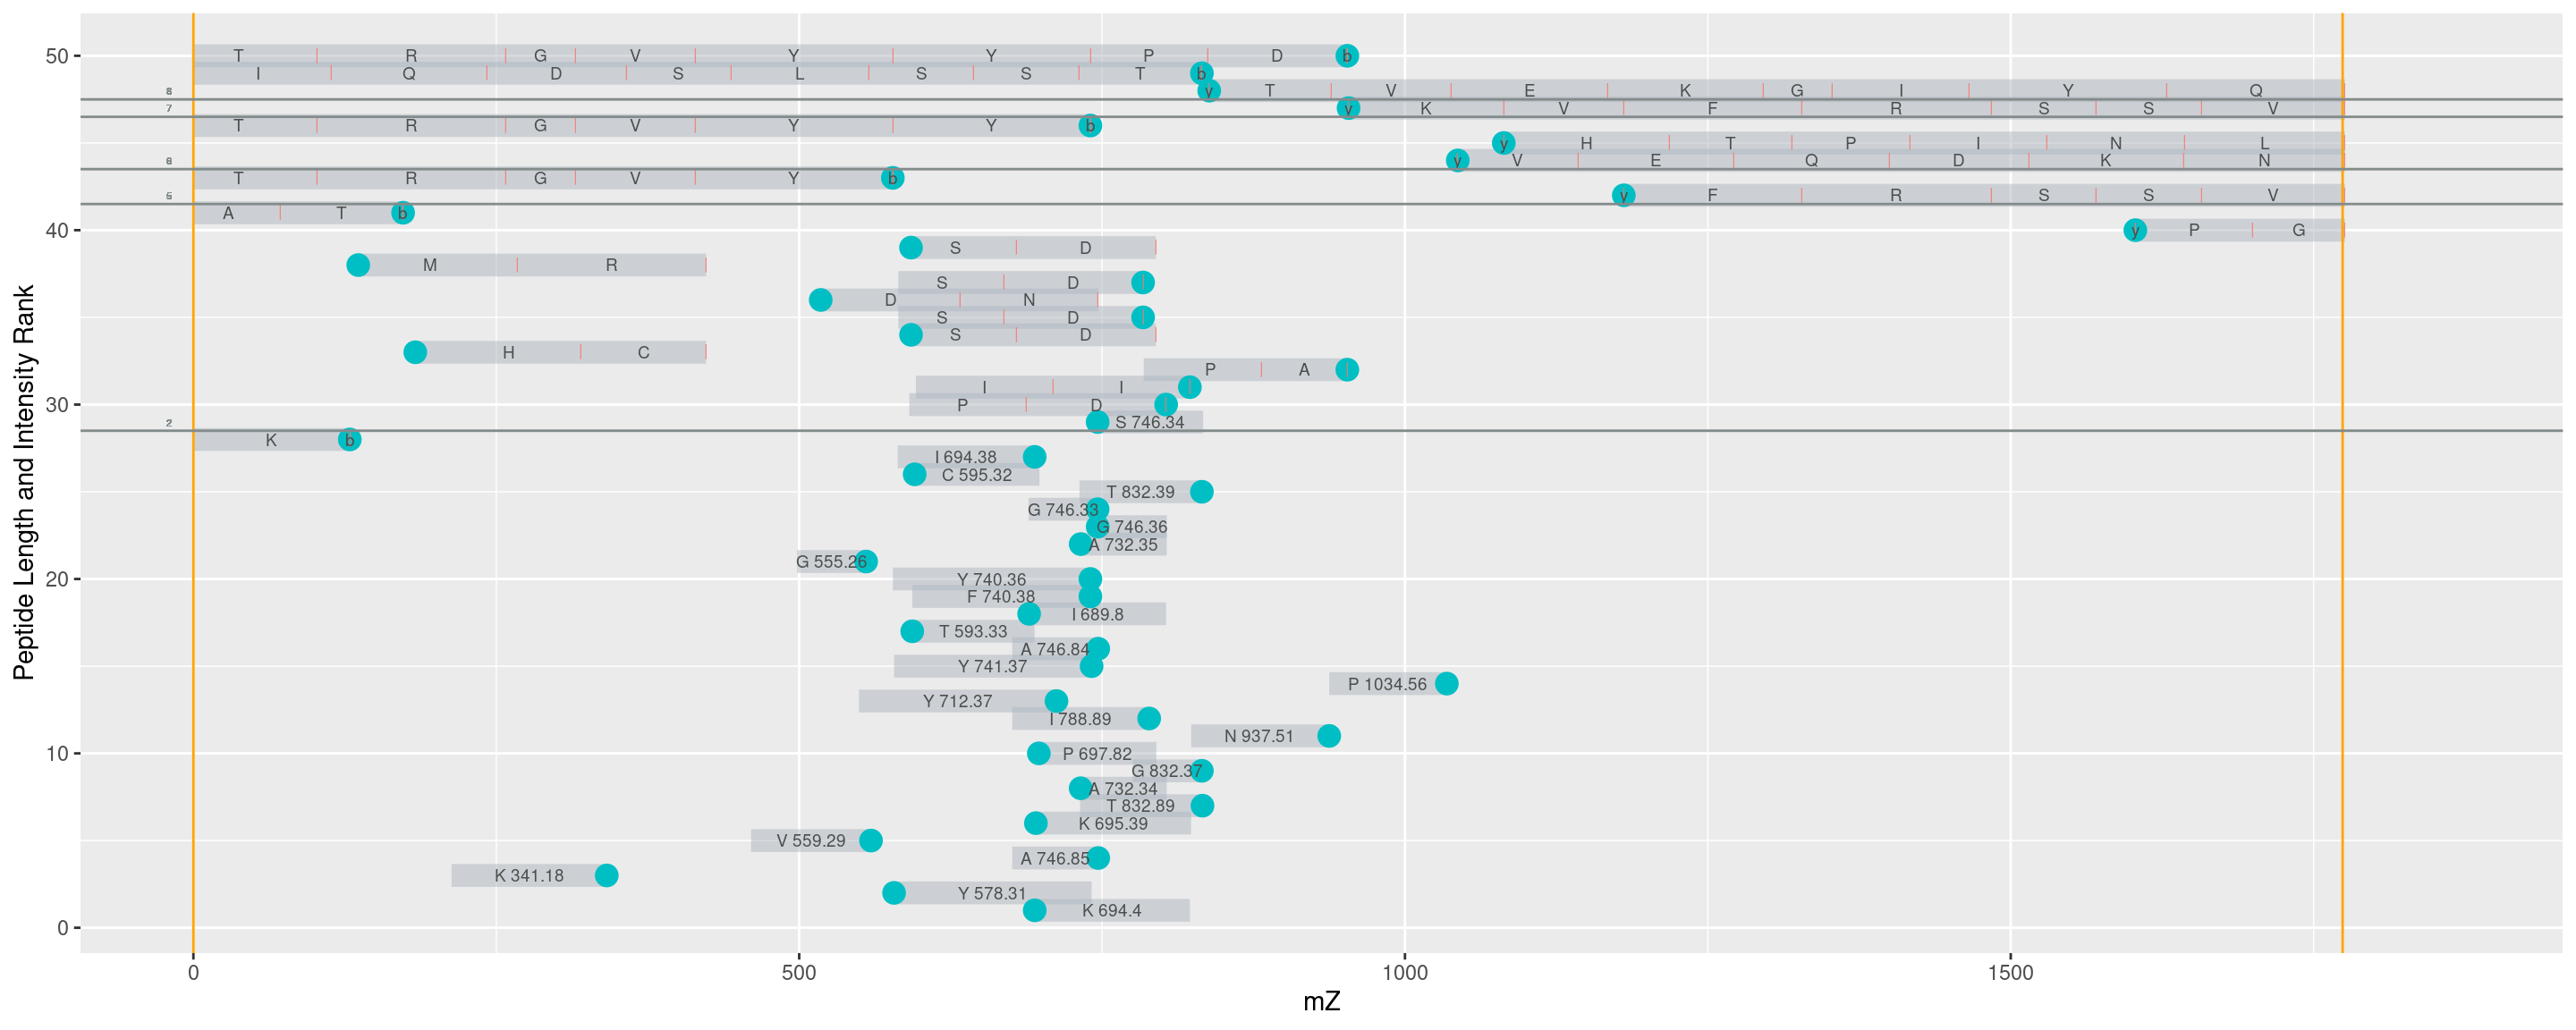 50
T R G V Y Y P D b
I Q D S L S S T b
y T V E K G I Y Q
7
y K V F R S S V
T R G V Y Y b
y H T P I N L
y V E Q D K N
T R G V Y b
y F R S S V
A T b
40
y P G
S D
M R
S D
D N
S D
S D
H C
P A
I I
30
P D
S 746.34
2
K b
I 694.38
C 595.32
T 832.39
G 746.33
G 746.36
A 732.35
G 555.26
20
Y 740.36
F 740.38
I 689.8
T 593.33
A 746.84
Y 741.37
P 1034.56
Y 712.37
I 788.89
N 937.51
10
P 697.82
G 832.37
A 732.34
T 832.89
K 695.39
V 559.29
A 746.85
K 341.18
Y 578.31
K 694.4
0
0 500 1000 1500
mZ
Peptide Length and Intensity Rank